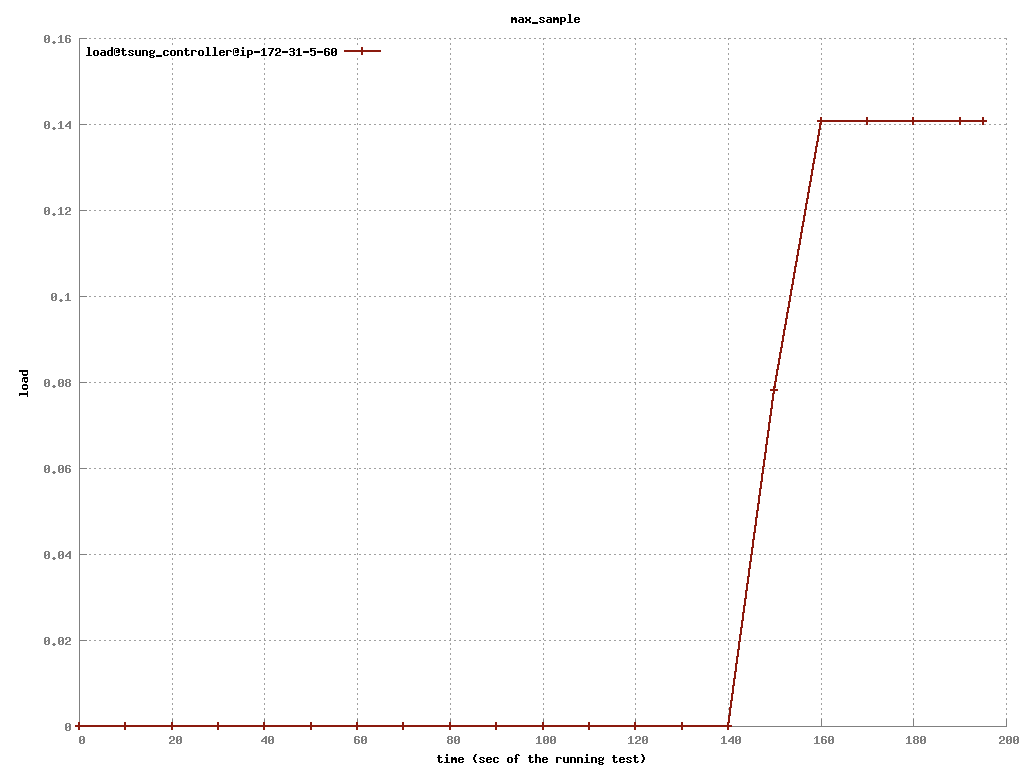 max_sample
load@tsung_controller@ip-172-31-5-60
0.16
0.14
0.12
0.1
0.08
0.06
0.04
0.02
0
load
0 20 40 60 80 100 120 140 160 180 200
time (sec of the running test)